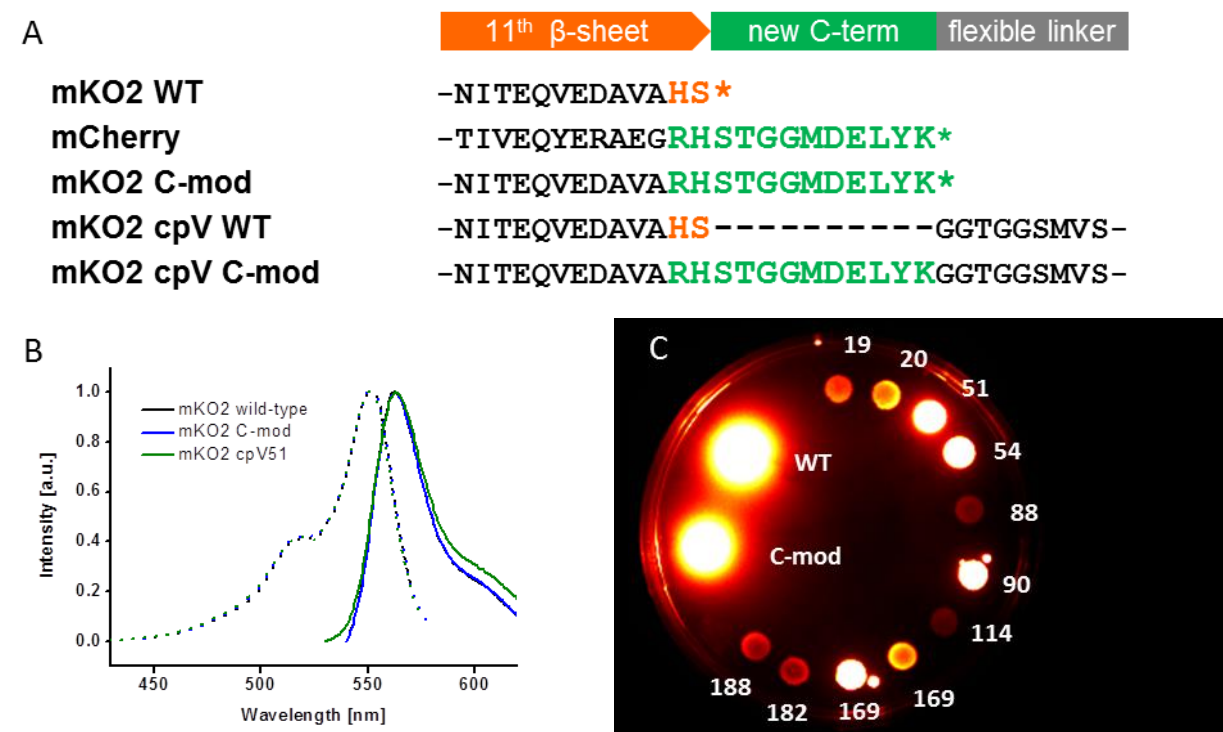 A
11th β-sheet new C-term flexible linker
mKO2 WT -NITEQVEDAVAHS*
mCherry -TIVEQYERAEGRHSTGGMDELYK*
mKO2 C-mod -NITEQVEDAVARHSTGGMDELYK*
mKO2 cpV WT -NITEQVEDAVAHS----------GGTGGSMVS-
mKO2 cpV C-mod -NITEQVEDAVARHSTGGMDELYKGGTGGSMVS-
B
mKO2 wild-type
mKO2 C-mod
mKO2 cpV51
Intensity [a.u.]
1.0
0.8
0.6
0.4
0.2
0.0
450 500 550 600
Wavelength [nm]
C
19
20
51
54
WT
88
C-mod
90
114
188
182
169
169